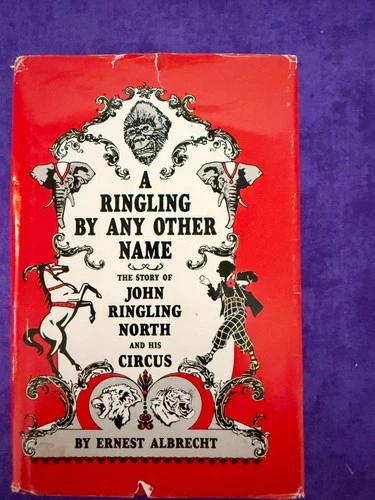 A
RINGLING
BY ANY OTHER
NAME
THE STORY OF
JOHN
RINGLING
NORTH
AND HIS
CIRCUS
BY ERNEST ALBRECHT